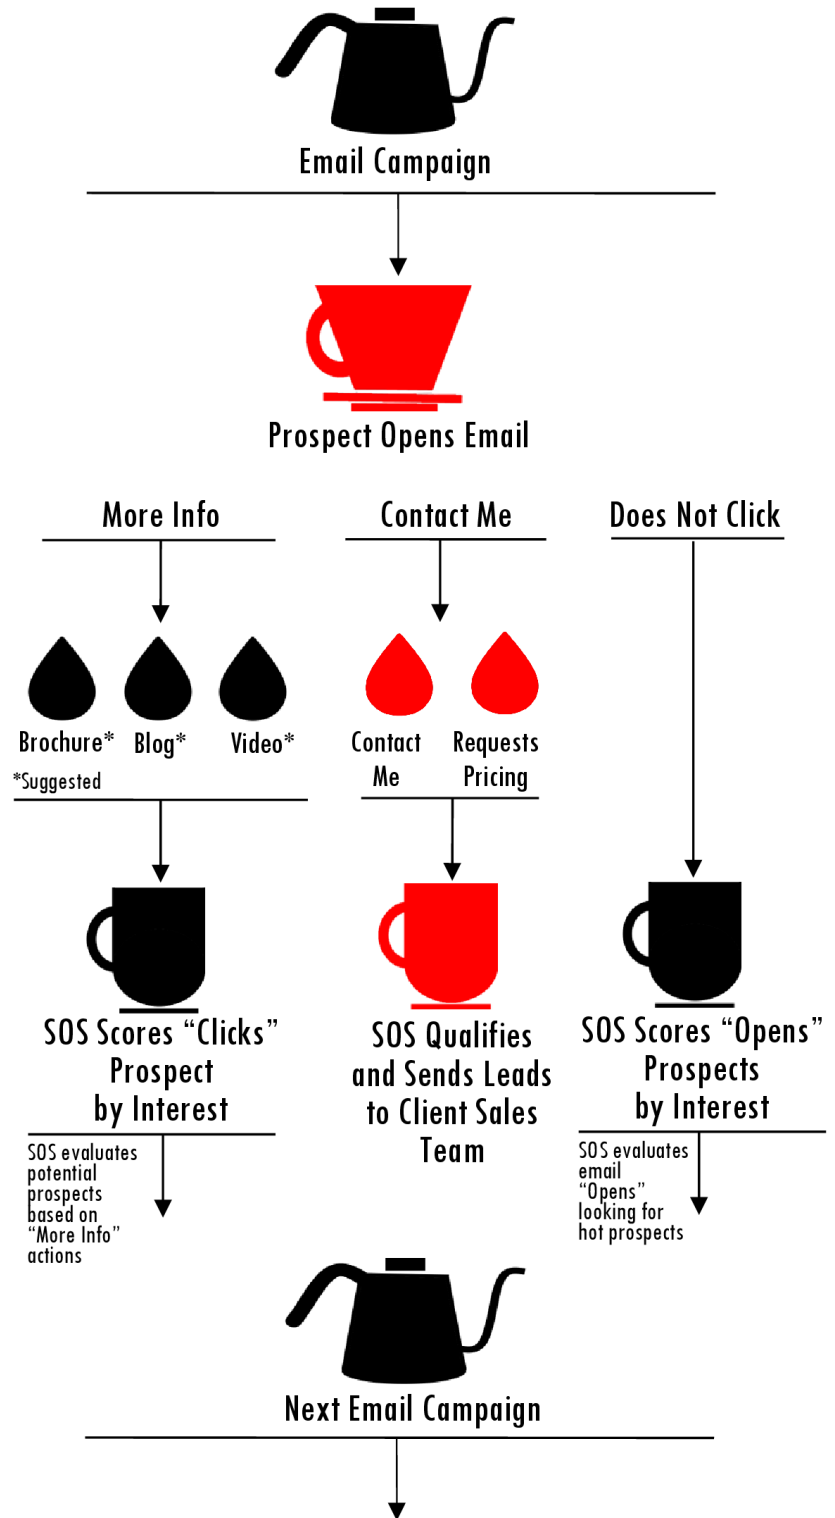 Email Campaign
Prospect Opens Email
More Info
Contact Me
Does Not Click
Brochure*
Blog*
Video*
*Suggested
Contact
Me
Requests
Pricing
SOS Scores “Clicks”
Prospect
by Interest
SOS evaluates
potential
prospects
based on
“More Info”
actions
SOS Qualifies
and Sends Leads
to Client Sales
Team
SOS Scores “Opens”
Prospects
by Interest
SOS evaluates
email
“Opens”
looking for
hot prospects
Next Email Campaign